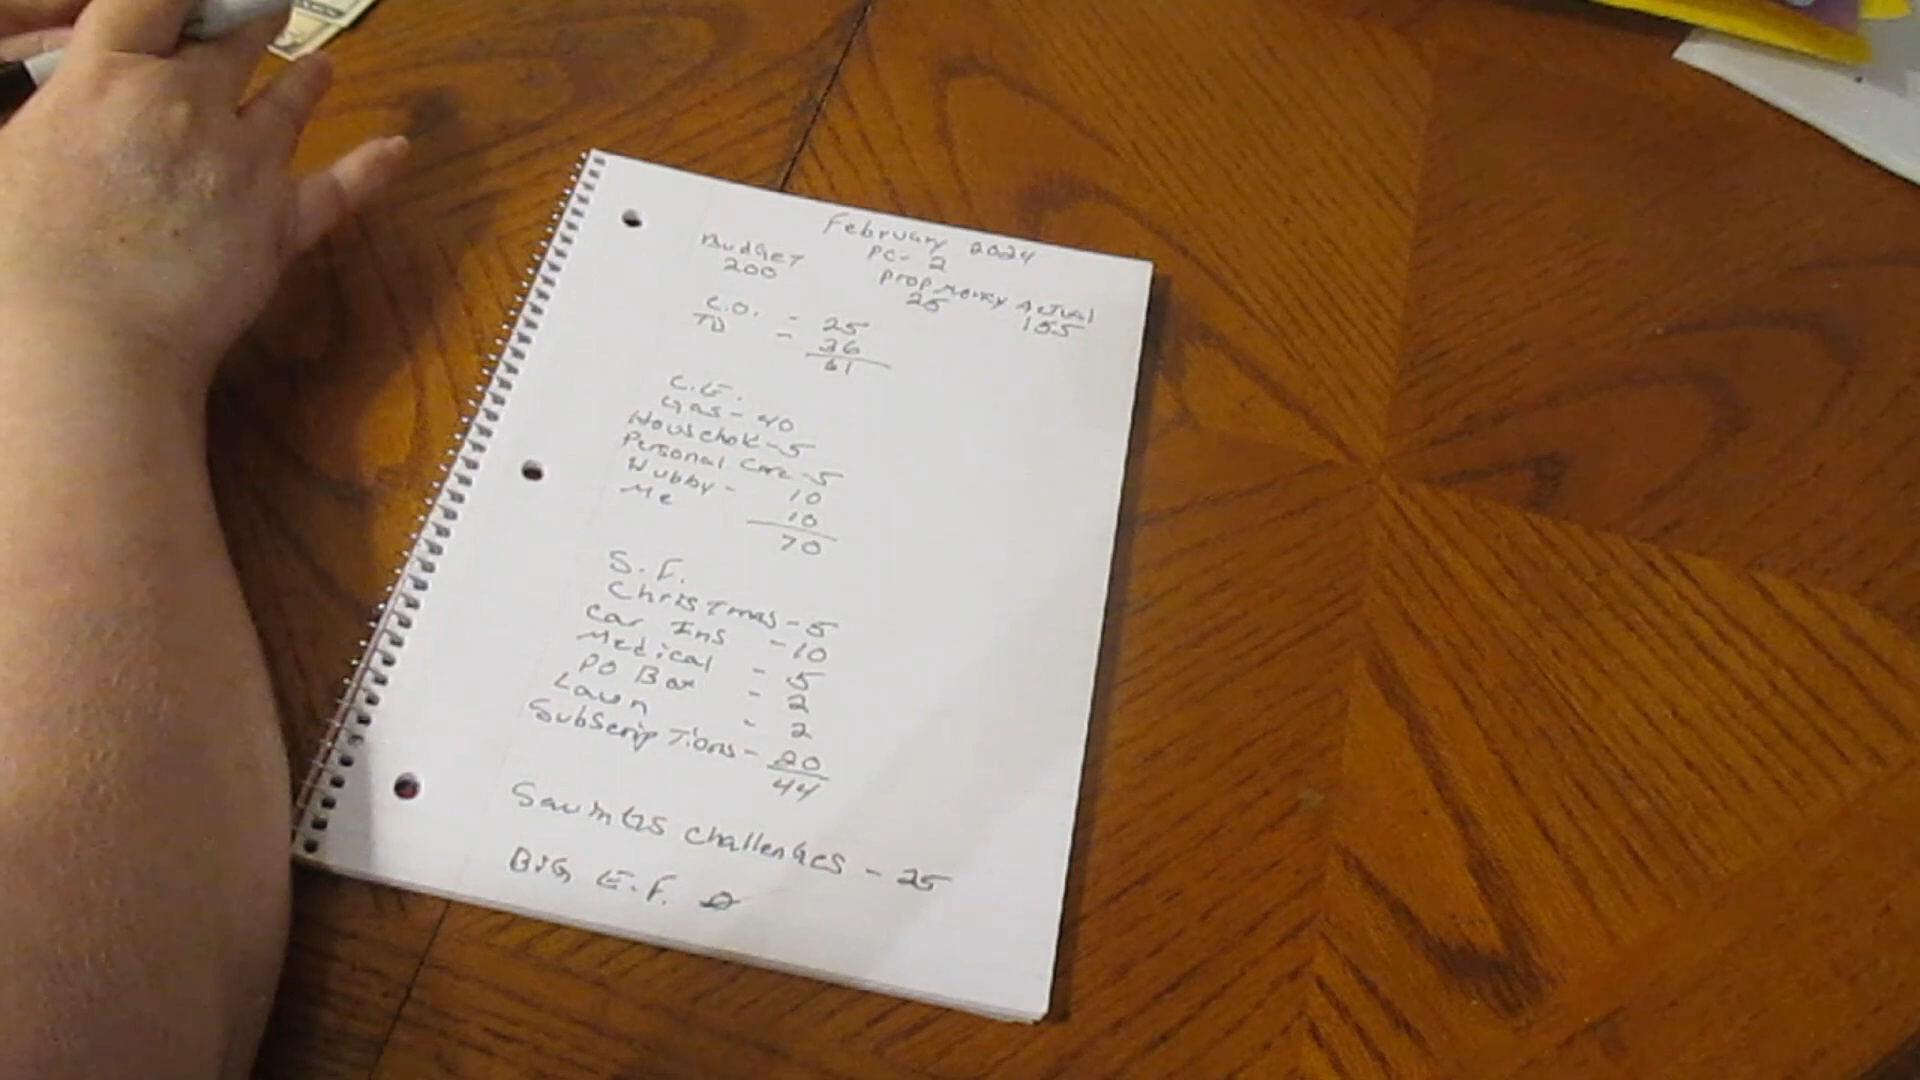 February 2024
Budget PC- 2
200 Prop Money Actual
25 155
C.O. - 25
TD - 36
61
C.E.
Gas - 40
Household - 5
Personal Care - 5
Hubby - 10
Me 10
70
S.F.
Christmas - 5
Car Ins - 10
Medical - 5
PO Box - 2
Lawn - 2
Subscriptions - 20
44
Savings Challenges - 25
BIG E.F. 0